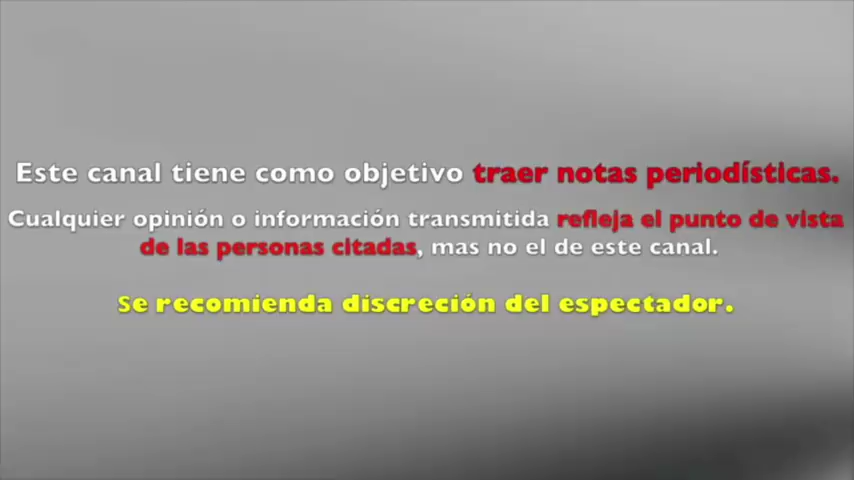 Este canal tiene como objetivo traer notas periodísticas.
Cualquier opinión o información transmitida refleja el punto de vista
de las personas citadas, mas no el de este canal.
Se recomienda discreción del espectador.